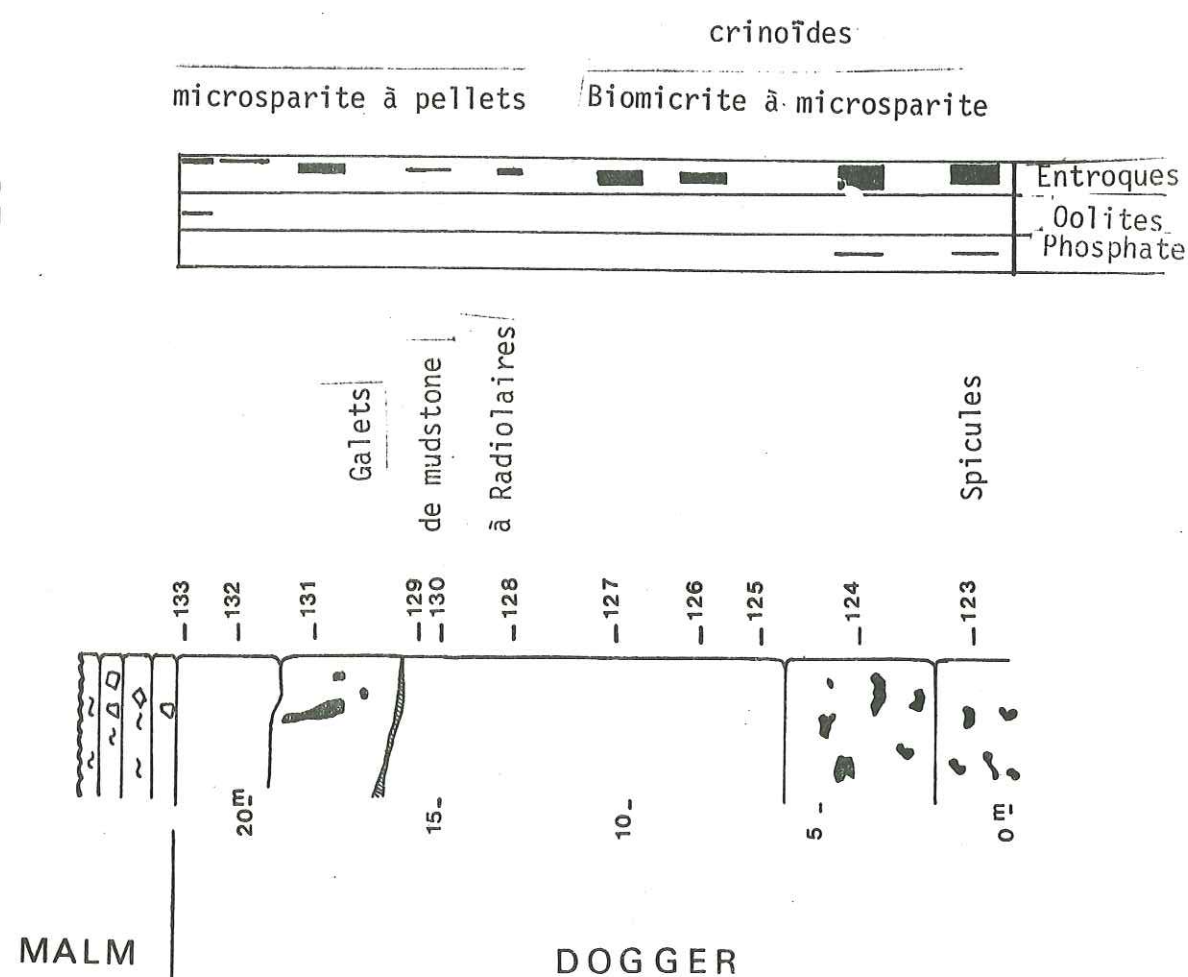 crinoïdes
microsparite à pellets
Biomicrite à microsparite
Entroques
Oolites
Phosphate
Galets
de mudstone
à Radiolaires
Spicules
133
132
131
129
130
128
127
126
125
124
123
20m
15
10
5
0m
MALM
DOGGER